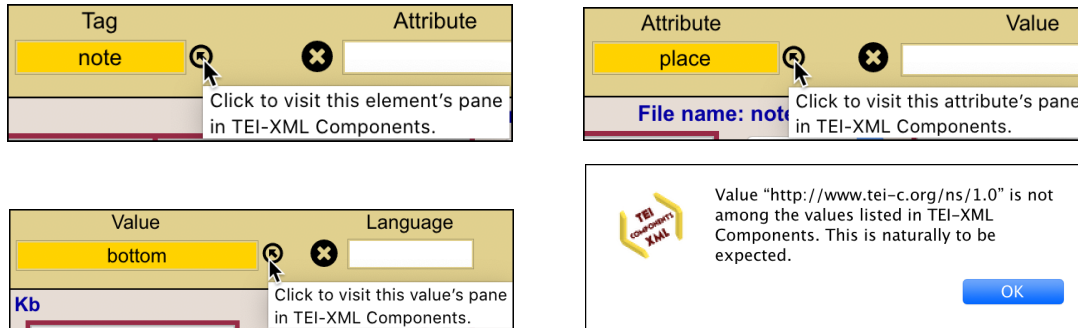 Tag Attribute
note
Click to visit this element's pane
in TEI-XML Components.
Attribute Value
place
File name: note
Click to visit this attribute's pane
in TEI-XML Components.
Value Language
bottom
Kb
Click to visit this value's pane
in TEI-XML Components.
TEI
COMPONENTS
XML
Value “http://www.tei-c.org/ns/1.0” is not
among the values listed in TEI-XML
Components. This is naturally to be
expected.
OK